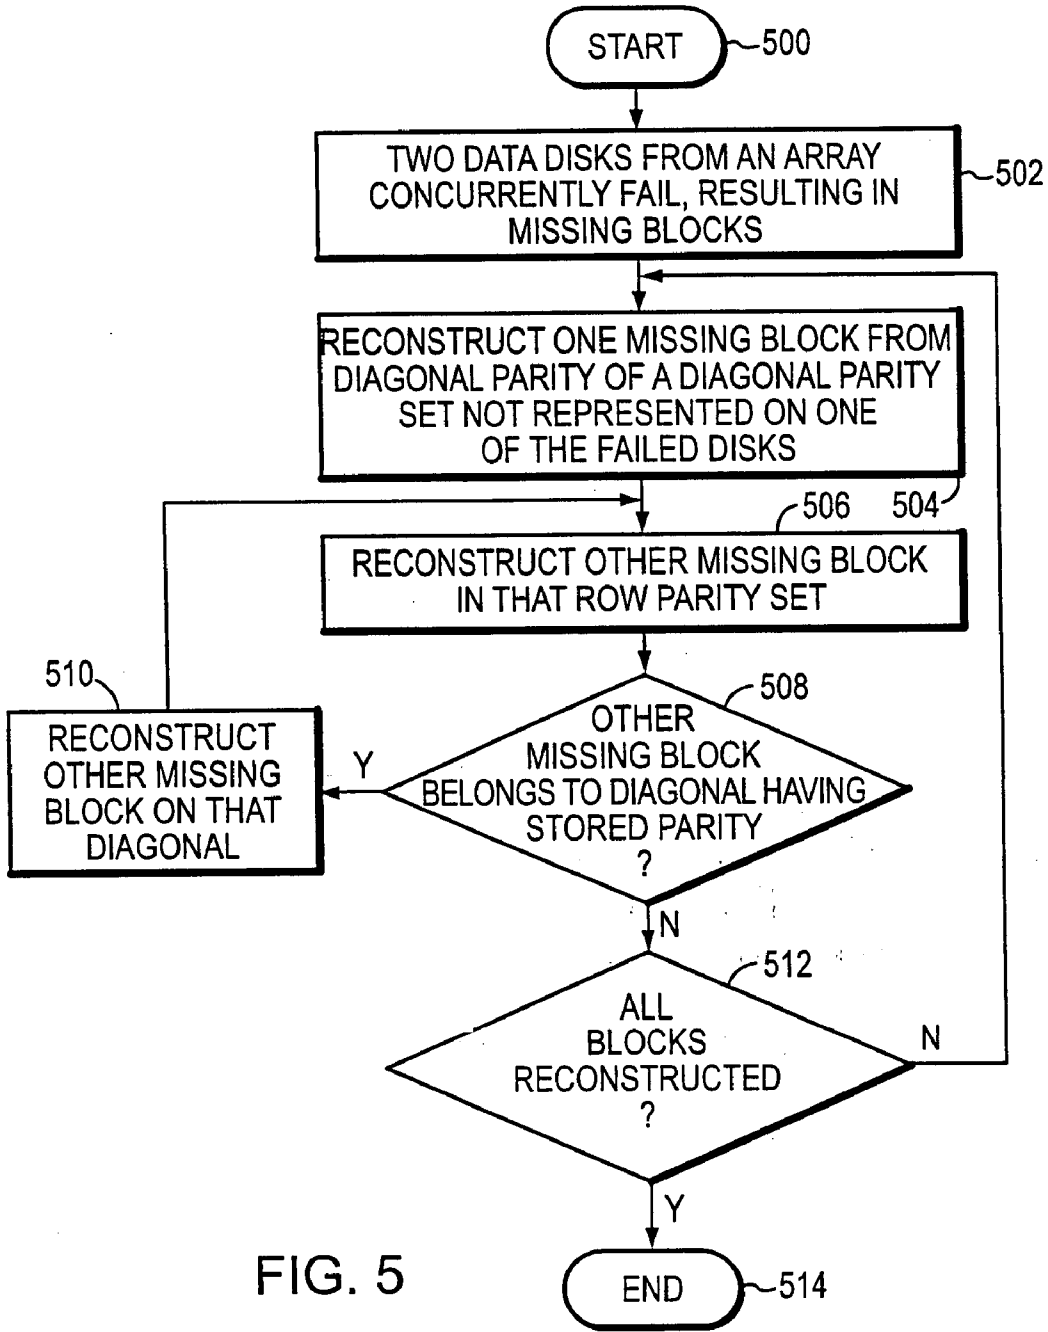 START
500
TWO DATA DISKS FROM AN ARRAY
CONCURRENTLY FAIL, RESULTING IN
MISSING BLOCKS
502
RECONSTRUCT ONE MISSING BLOCK FROM
DIAGONAL PARITY OF A DIAGONAL PARITY
SET NOT REPRESENTED ON ONE
OF THE FAILED DISKS
504
506
RECONSTRUCT OTHER MISSING BLOCK
IN THAT ROW PARITY SET
510
RECONSTRUCT
OTHER MISSING
BLOCK ON THAT
DIAGONAL
Y
508
OTHER
MISSING BLOCK
BELONGS TO DIAGONAL HAVING
STORED PARITY
?
N
512
ALL
BLOCKS
RECONSTRUCTED
?
N
Y
END
514
FIG. 5